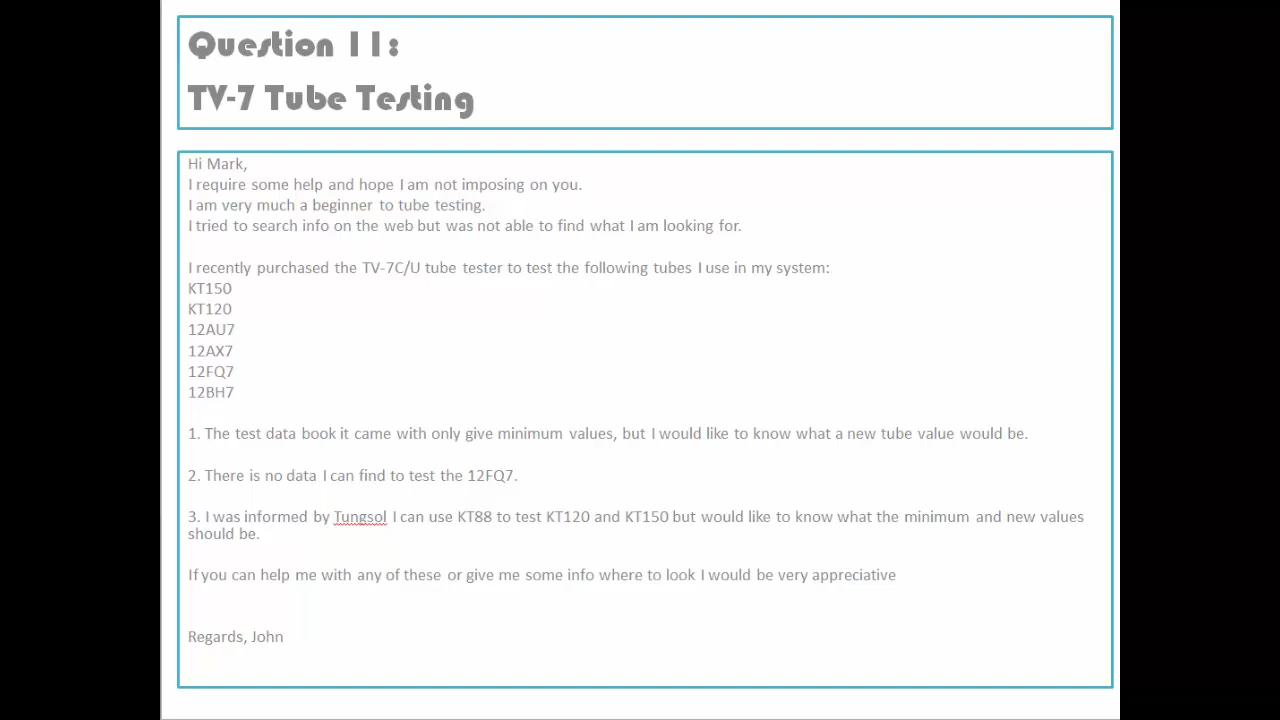 Question 11:
TV-7 Tube Testing
Hi Mark,
I require some help and hope I am not imposing on you.
I am very much a beginner to tube testing.
I tried to search info on the web but was not able to find what I am looking for.
I recently purchased the TV-7C/U tube tester to test the following tubes I use in my system:
KT150
KT120
12AU7
12AX7
12FQ7
12BH7
1. The test data book it came with only give minimum values, but I would like to know what a new tube value would be.
2. There is no data I can find to test the 12FQ7.
3. I was informed by Tungsol I can use KT88 to test KT120 and KT150 but would like to know what the minimum and new values
should be.
If you can help me with any of these or give me some info where to look I would be very appreciative
Regards, John